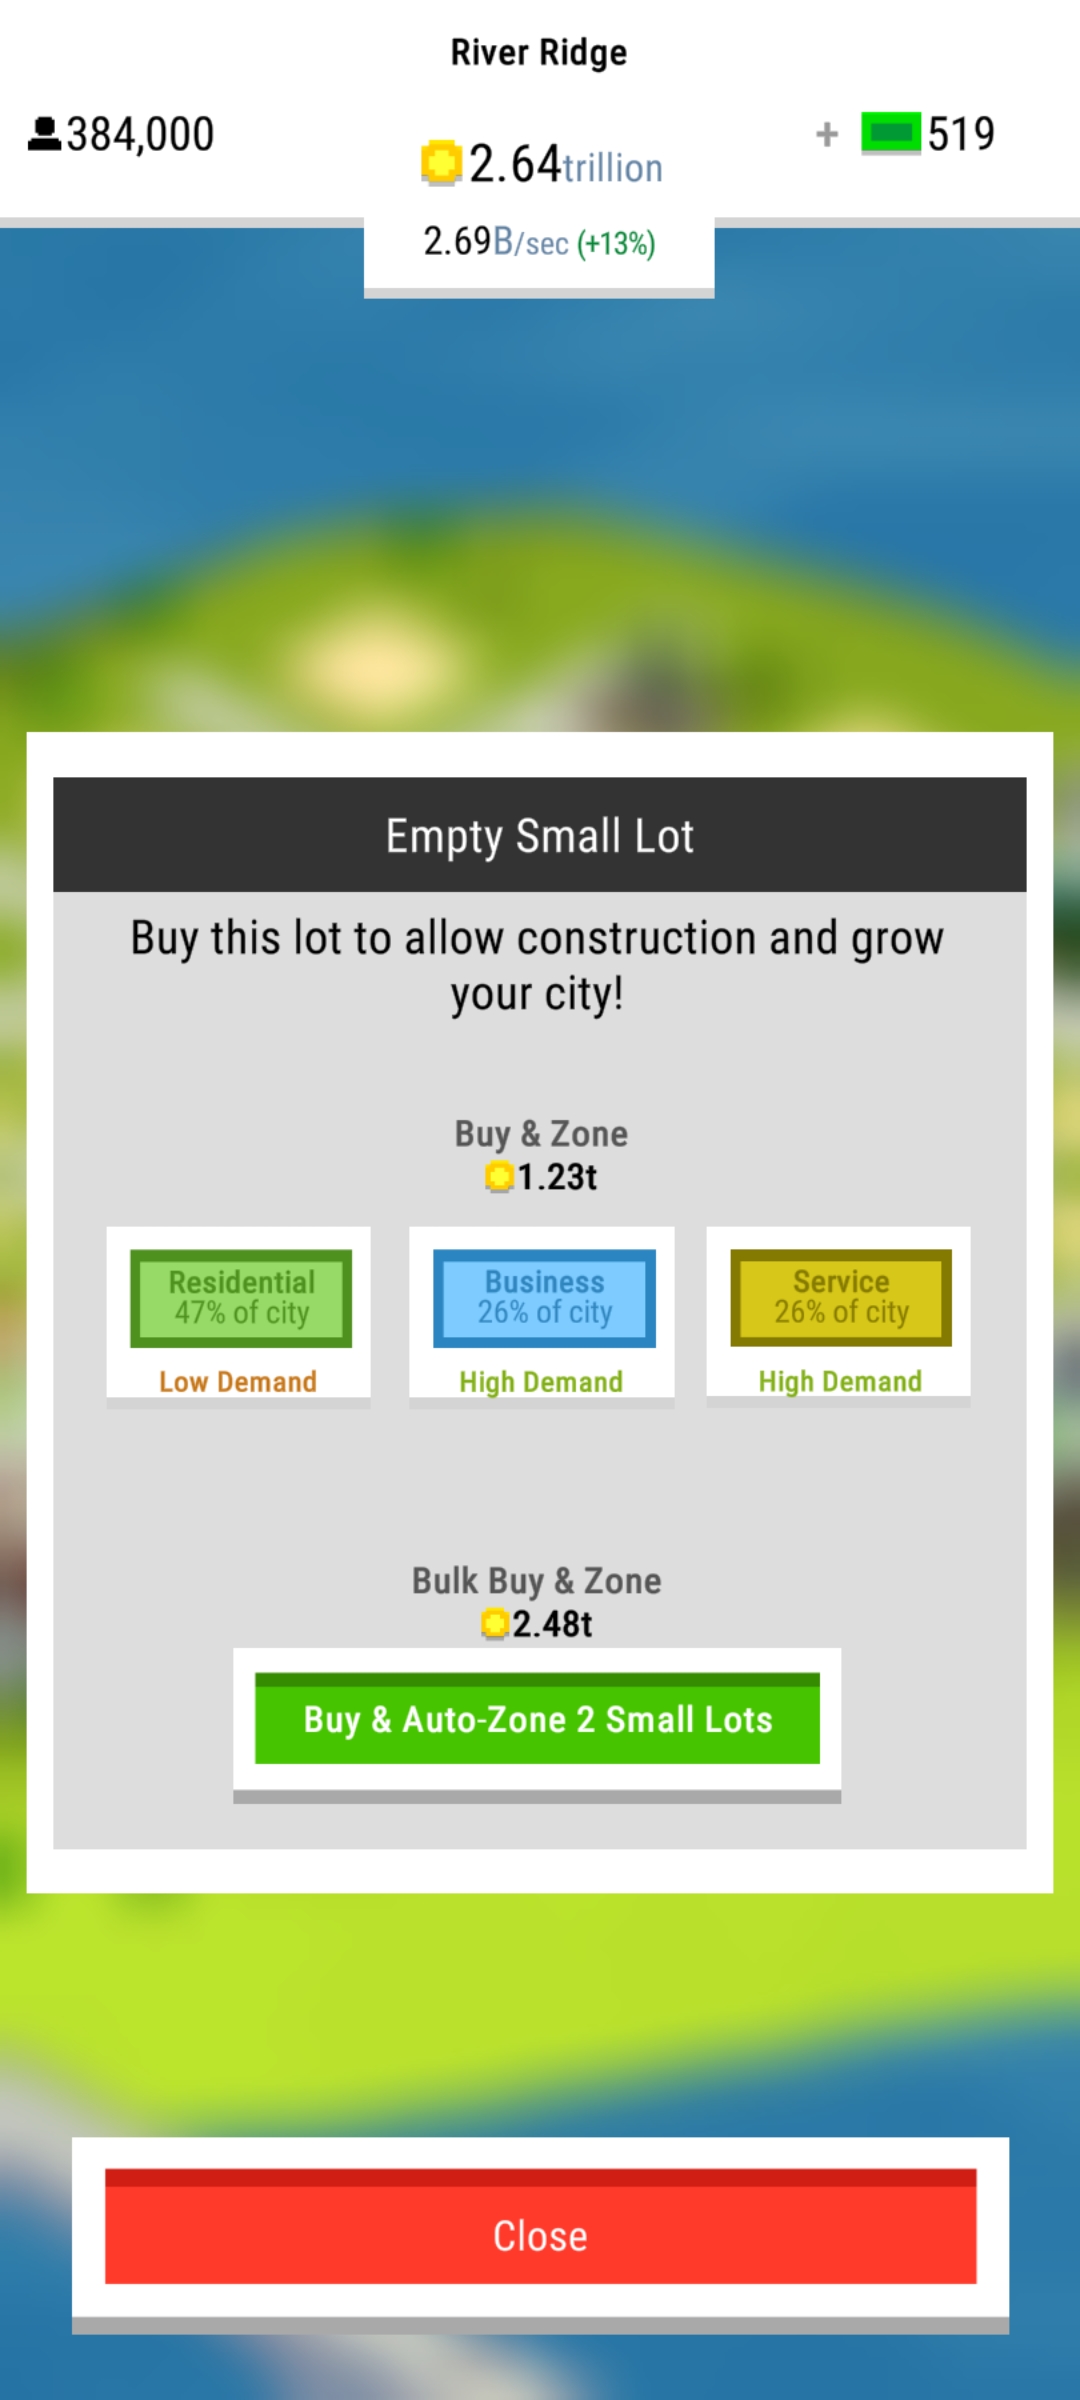 River Ridge
384,000
2.64trillion
+ 519
2.69B/sec (+13%)
Empty Small Lot
Buy this lot to allow construction and grow
your city!
Buy & Zone
1.23t
Residential
47% of city
Low Demand
Business
26% of city
High Demand
Service
26% of city
High Demand
Bulk Buy & Zone
2.48t
Buy & Auto-Zone 2 Small Lots
Close